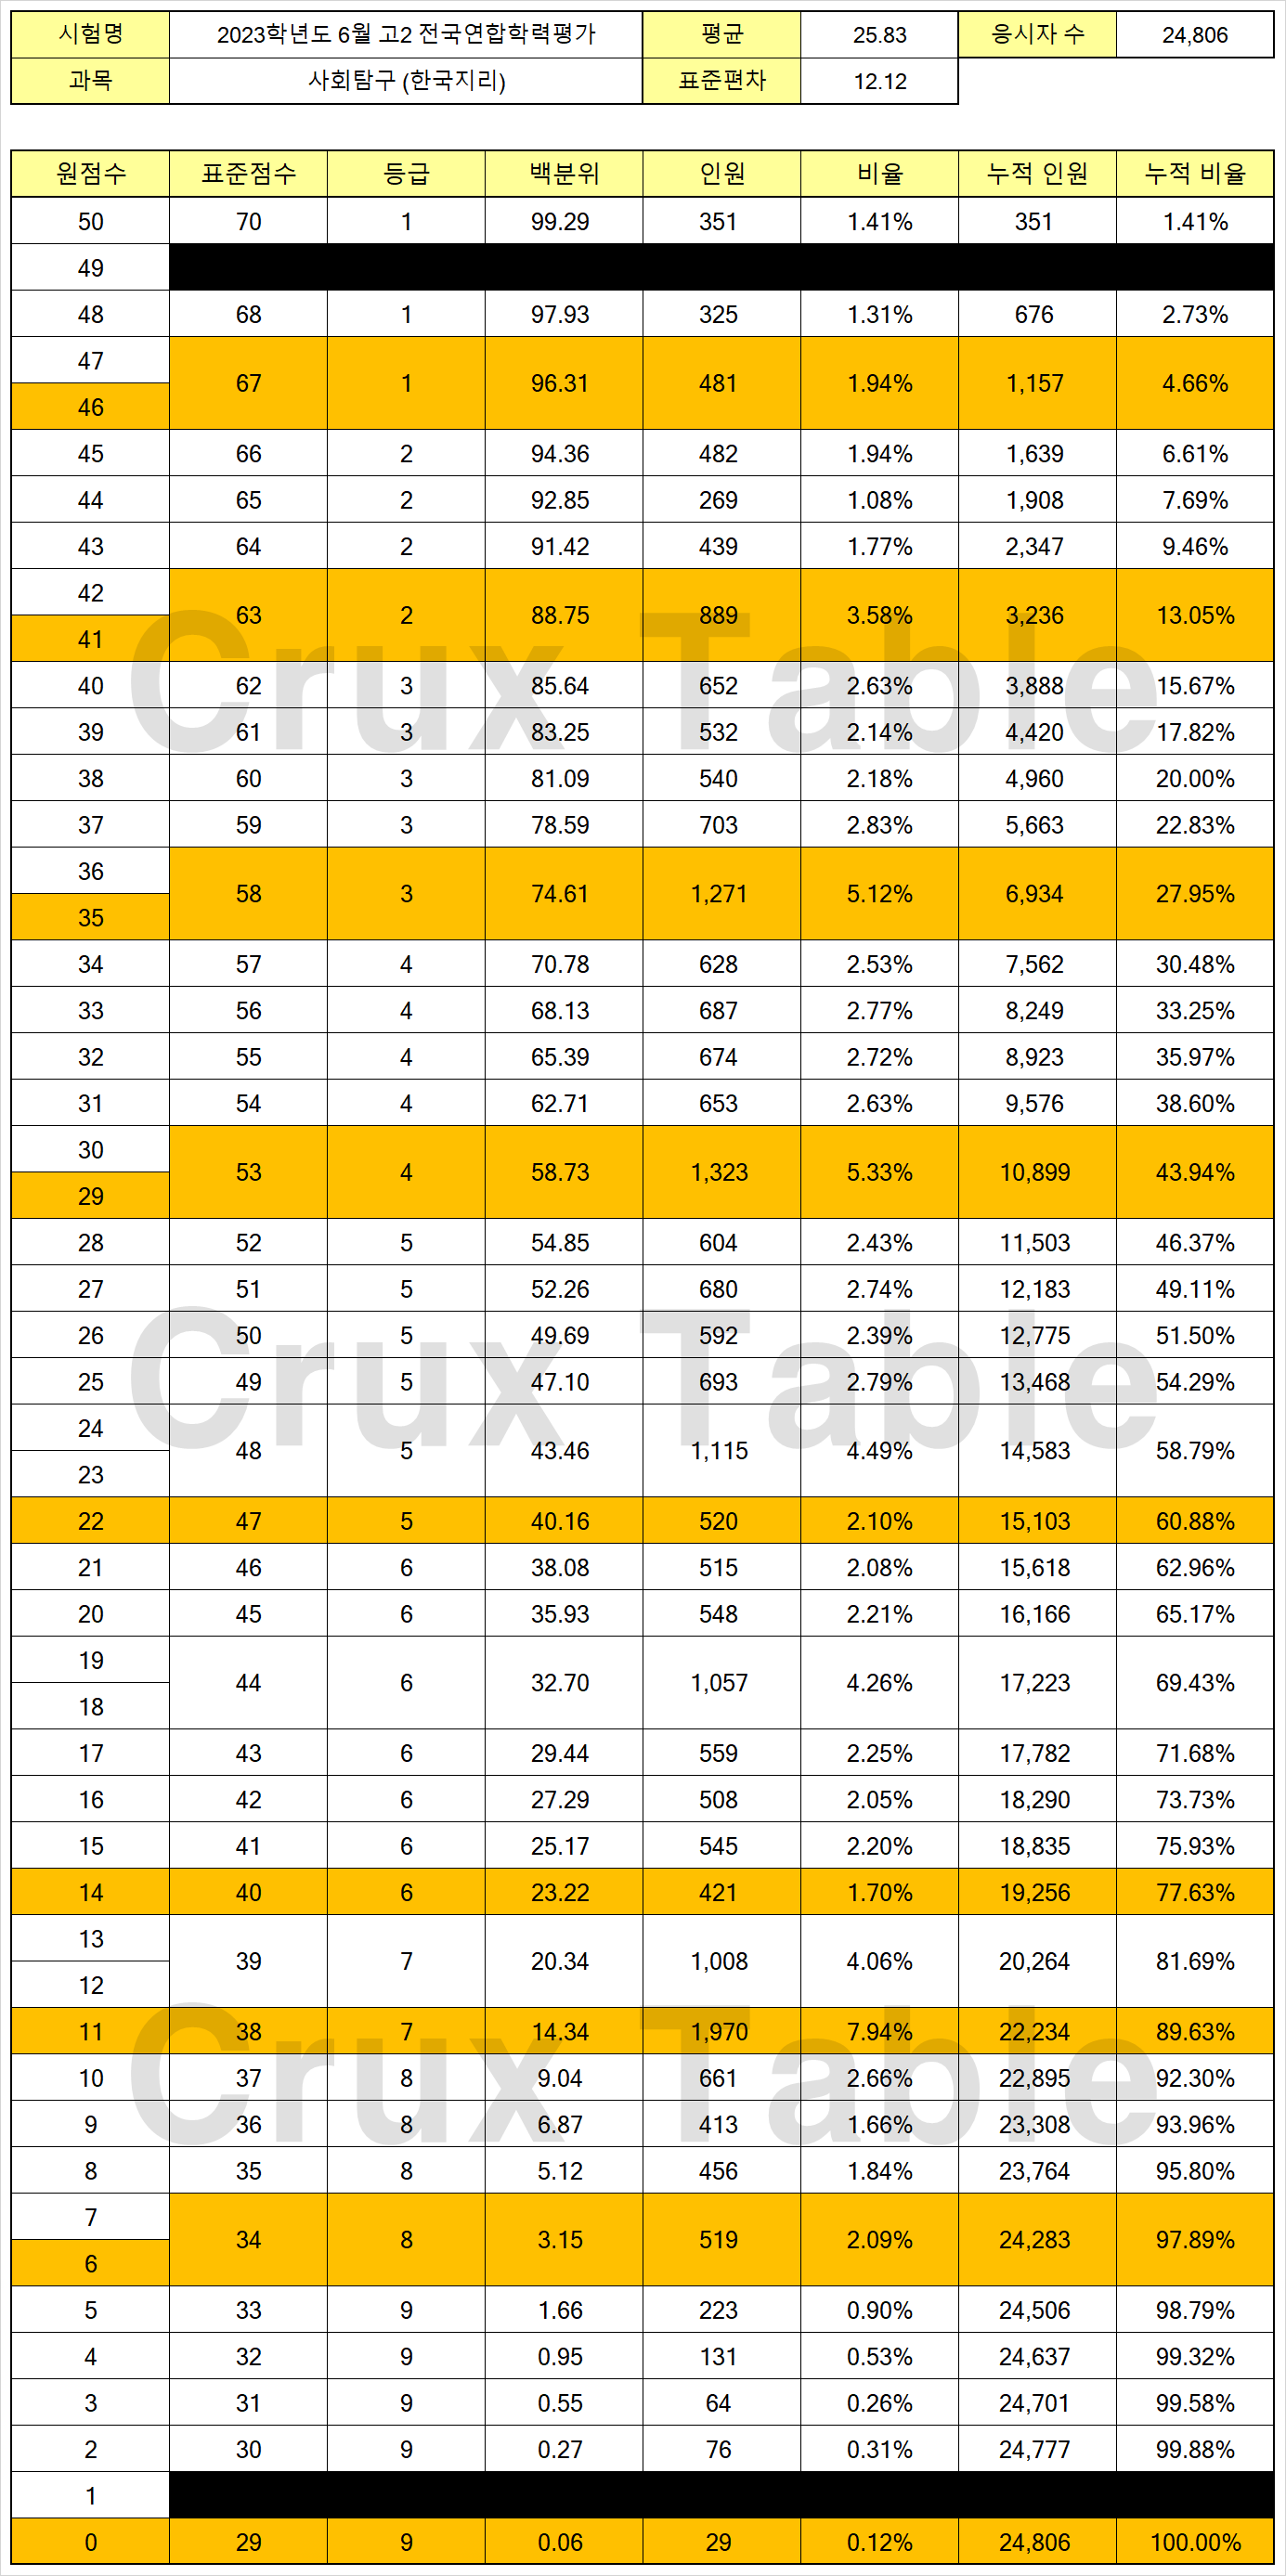 시험명 2023학년도 6월 고2 전국연합학력평가 평균 25.83 응시자 수 24,806
과목 사회탐구 (한국지리) 표준편차 12.12
원점수 표준점수 등급 백분위 인원 비율 누적 인원 누적 비율
50 70 1 99.29 351 1.41% 351 1.41%
49
48 68 1 97.93 325 1.31% 676 2.73%
47
67 1 96.31 481 1.94% 1,157 4.66%
46
45 66 2 94.36 482 1.94% 1,639 6.61%
44 65 2 92.85 269 1.08% 1,908 7.69%
43 64 2 91.42 439 1.77% 2,347 9.46%
42
63 2 88.75 889 3.58% 3,236 13.05%
41
Crux Table
40 62 3 85.64 652 2.63% 3,888 15.67%
39 61 3 83.25 532 2.14% 4,420 17.82%
38 60 3 81.09 540 2.18% 4,960 20.00%
37 59 3 78.59 703 2.83% 5,663 22.83%
36
58 3 74.61 1,271 5.12% 6,934 27.95%
35
34 57 4 70.78 628 2.53% 7,562 30.48%
33 56 4 68.13 687 2.77% 8,249 33.25%
32 55 4 65.39 674 2.72% 8,923 35.97%
31 54 4 62.71 653 2.63% 9,576 38.60%
30
53 4 58.73 1,323 5.33% 10,899 43.94%
29
28 52 5 54.85 604 2.43% 11,503 46.37%
27 51 5 52.26 680 2.74% 12,183 49.11%
26 50 5 49.69 592 2.39% 12,775 51.50%
Crux Table
25 49 5 47.10 693 2.79% 13,468 54.29%
24
48 5 43.46 1,115 4.49% 14,583 58.79%
23
22 47 5 40.16 520 2.10% 15,103 60.88%
21 46 6 38.08 515 2.08% 15,618 62.96%
20 45 6 35.93 548 2.21% 16,166 65.17%
19
44 6 32.70 1,057 4.26% 17,223 69.43%
18
17 43 6 29.44 559 2.25% 17,782 71.68%
16 42 6 27.29 508 2.05% 18,290 73.73%
15 41 6 25.17 545 2.20% 18,835 75.93%
14 40 6 23.22 421 1.70% 19,256 77.63%
13
39 7 20.34 1,008 4.06% 20,264 81.69%
12
11 38 7 14.34 1,970 7.94% 22,234 89.63%
Crux Table
10 37 8 9.04 661 2.66% 22,895 92.30%
9 36 8 6.87 413 1.66% 23,308 93.96%
8 35 8 5.12 456 1.84% 23,764 95.80%
7
34 8 3.15 519 2.09% 24,283 97.89%
6
5 33 9 1.66 223 0.90% 24,506 98.79%
4 32 9 0.95 131 0.53% 24,637 99.32%
3 31 9 0.55 64 0.26% 24,701 99.58%
2 30 9 0.27 76 0.31% 24,777 99.88%
1
0 29 9 0.06 29 0.12% 24,806 100.00%